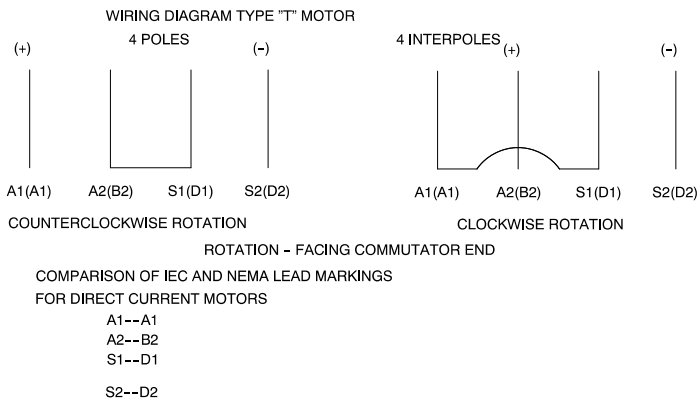 WIRING DIAGRAM TYPE "T" MOTOR
4 POLES
4 INTERPOLES
(+)
(-)
(+)
(-)
A1(A1)
A2(B2)
S1(D1)
S2(D2)
A1(A1)
A2(B2)
S1(D1)
S2(D2)
COUNTERCLOCKWISE ROTATION
CLOCKWISE ROTATION
ROTATION - FACING COMMUTATOR END
COMPARISON OF IEC AND NEMA LEAD MARKINGS
FOR DIRECT CURRENT MOTORS
A1--A1
A2--B2
S1--D1
S2--D2